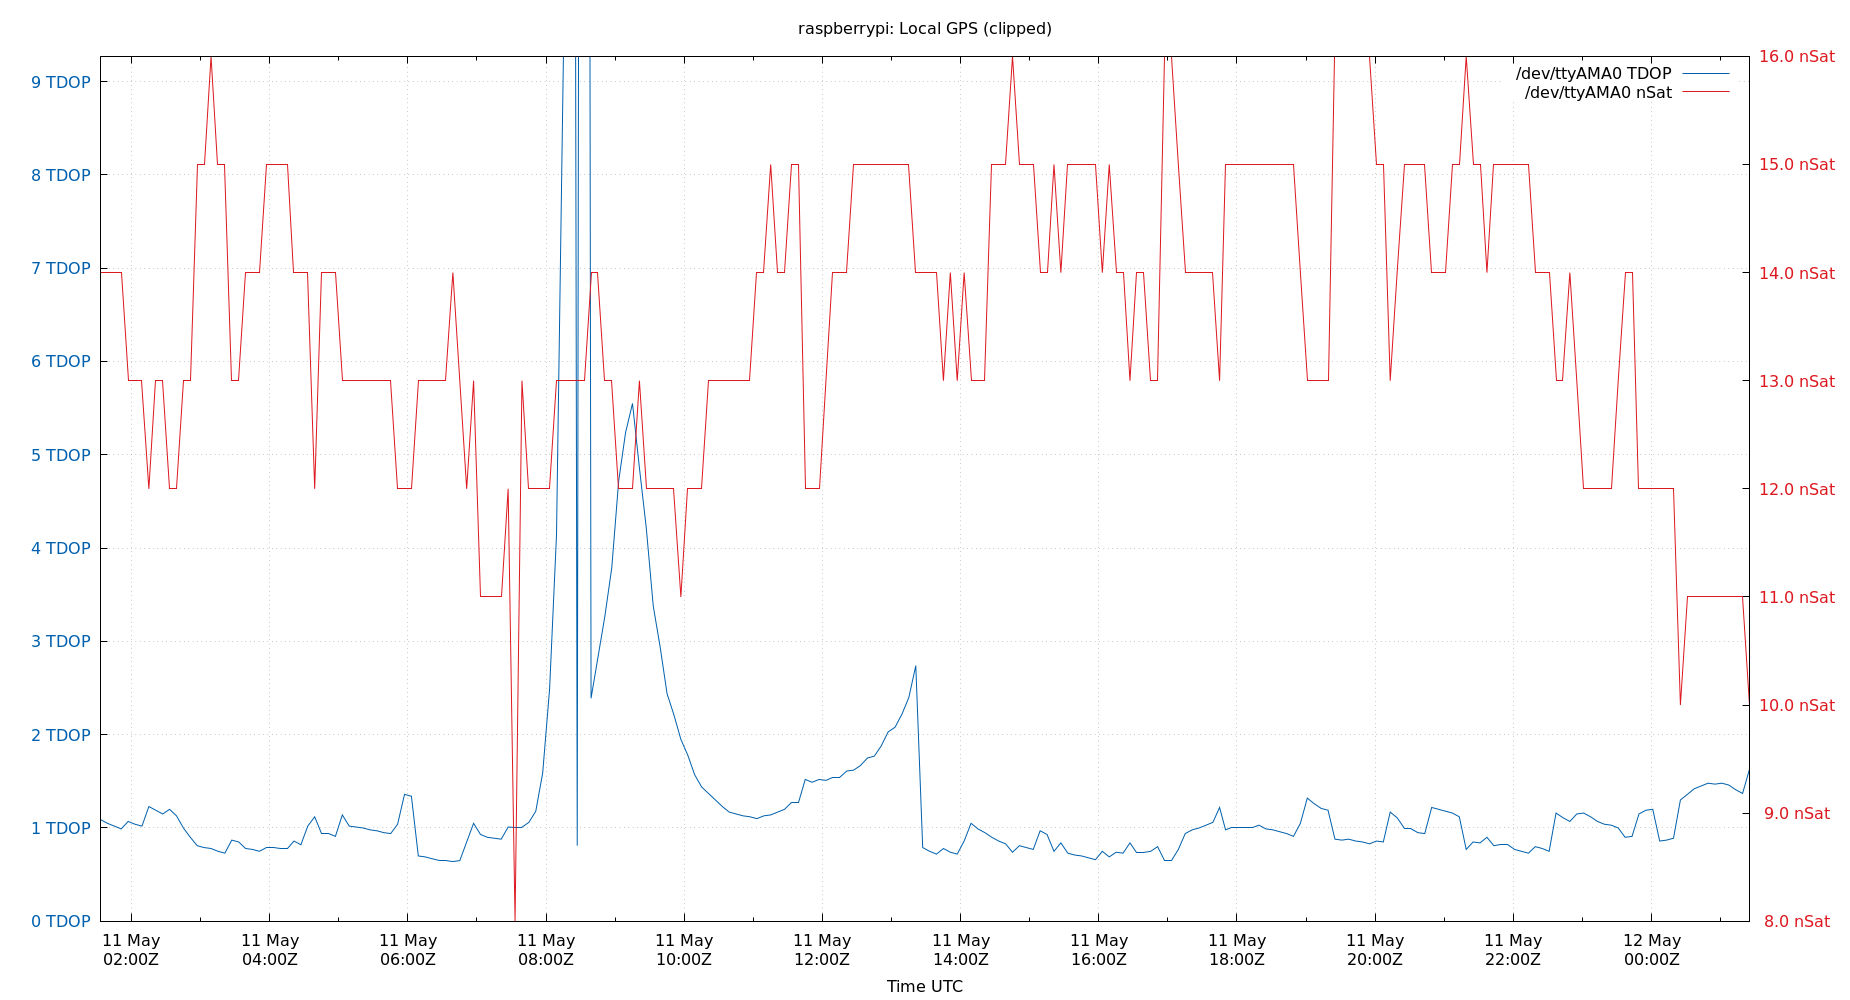 raspberrypi: Local GPS (clipped)
/dev/ttyAMA0 TDOP
/dev/ttyAMA0 nSat
9 TDOP
8 TDOP
7 TDOP
6 TDOP
5 TDOP
4 TDOP
3 TDOP
2 TDOP
1 TDOP
0 TDOP
16.0 nSat
15.0 nSat
14.0 nSat
13.0 nSat
12.0 nSat
11.0 nSat
10.0 nSat
9.0 nSat
8.0 nSat
11 May 11 May 11 May 11 May 11 May 11 May 11 May 11 May 11 May 11 May 11 May 12 May
02:00Z 04:00Z 06:00Z 08:00Z 10:00Z 12:00Z 14:00Z 16:00Z 18:00Z 20:00Z 22:00Z 00:00Z
Time UTC